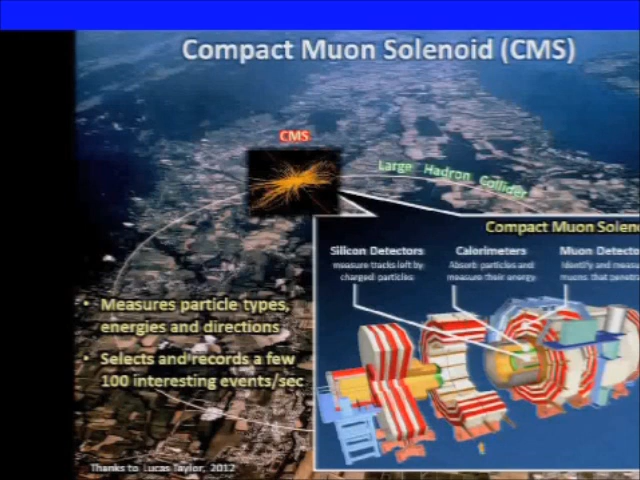 Compact Muon Solenoid (CMS)
CMS
Large Hadron Collider
Compact Muon Solen
Silicon Detectors
measure tracks left by
charged particles
Calorimeters
Absorb particles and
measure their energy
Muon Detecto
Identify and measu
muons that penetra
• Measures particle types,
energies and directions
• Selects and records a few
100 interesting events/sec
Thanks to Lucas Taylor, 2012